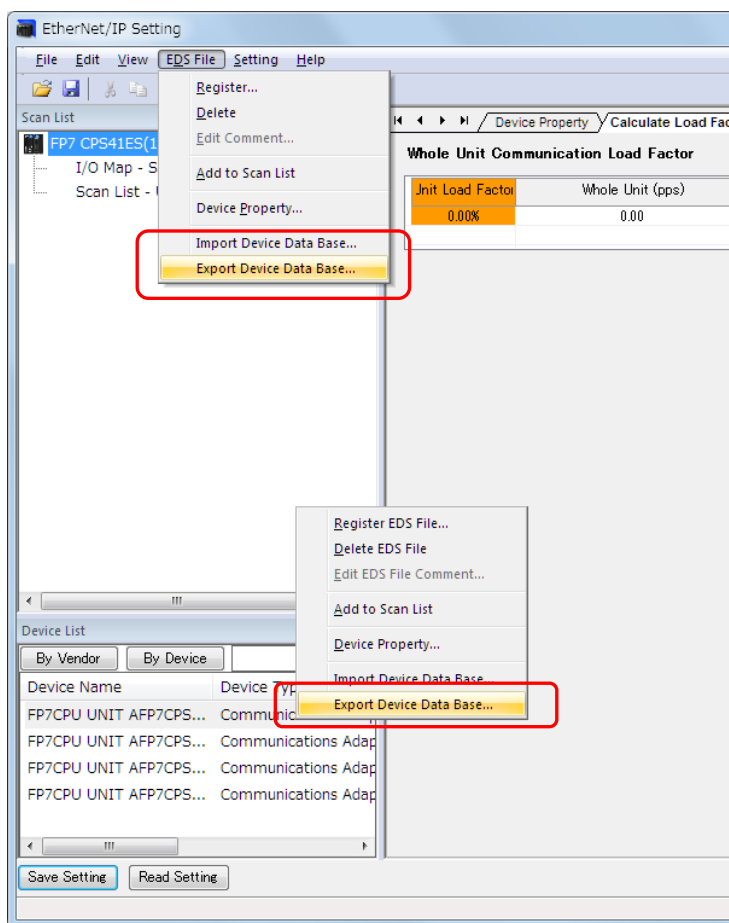 EtherNet/IP Setting
File Edit View EDS File Setting Help
Register...
Delete
Edit Comment...
Add to Scan List
Device Property...
Import Device Data Base...
Export Device Data Base...
Scan List
FP7 CPS41ES(1
I/O Map - S
Scan List -
Device Property Calculate Load Fac
Whole Unit Communication Load Factor
Unit Load Factor Whole Unit (pps)
0.00% 0.00
Register EDS File...
Delete EDS File
Edit EDS File Comment...
Add to Scan List
Device Property...
Import Device Data Base...
Export Device Data Base...
Device List
By Vendor By Device
Device Name Device Typ
FP7CPU UNIT AFP7CPS... Communic
FP7CPU UNIT AFP7CPS... Communications Adap
FP7CPU UNIT AFP7CPS... Communications Adap
FP7CPU UNIT AFP7CPS... Communications Adap
Save Setting Read Setting